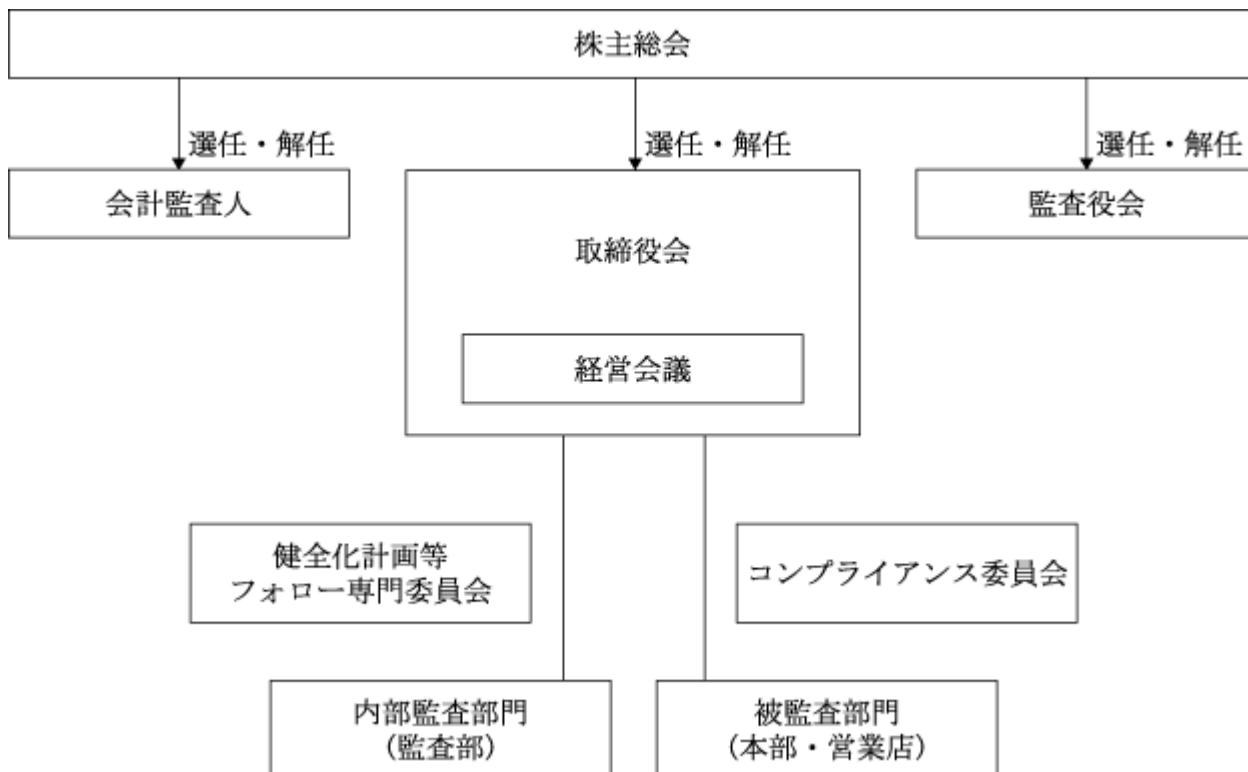 株主総会
選任・解任
選任・解任
選任・解任
会計監査人
取締役会
監査役会
経営会議
健全化計画等
フォロー専門委員会
コンプライアンス委員会
内部監査部門
（監査部）
被監査部門
（本部・営業店）